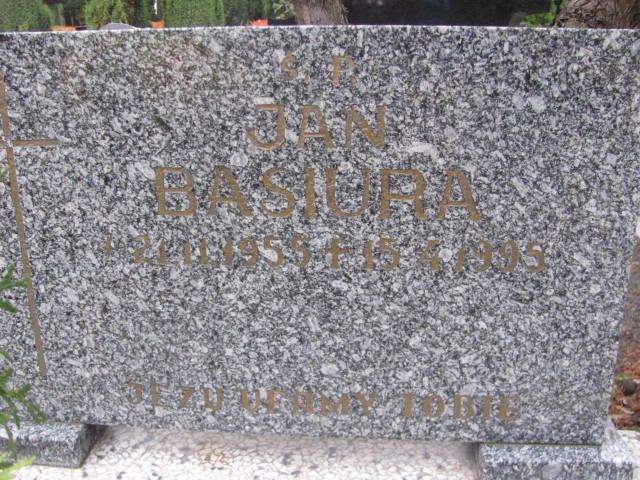 Ś. P.
JAN
BASIURA
* 21.11.1955 ✝ 15.4.1995
JEZU UFAMY TOBIE